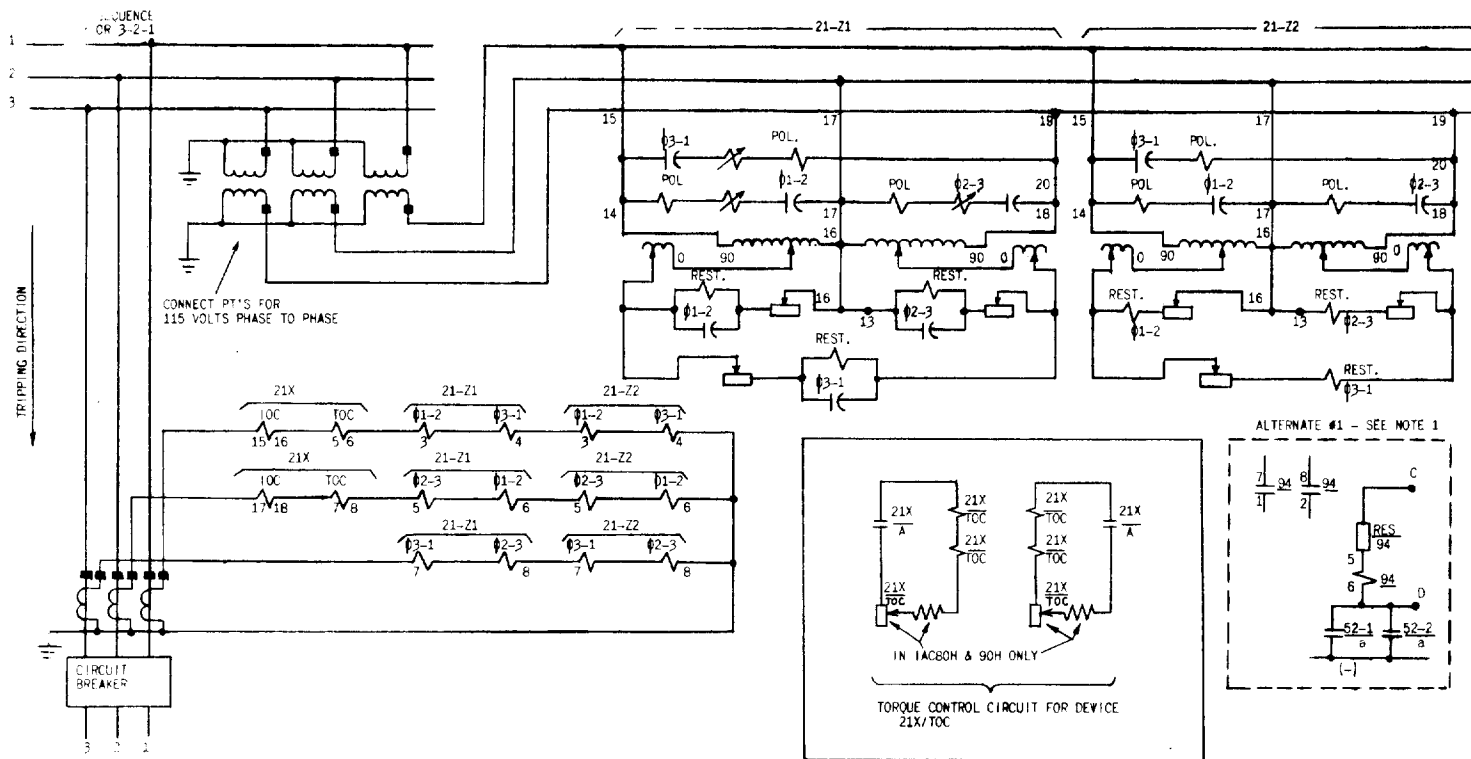 SEQUENCE
OR 3-2-1
1
2
3
21-Z1
21-Z2
15
17
19
15
17
19
ϕ3-1
POL.
ϕ3-1
POL.
20
POL
ϕ1-2
POL.
ϕ2-3
20
POL
ϕ1-2
POL.
ϕ2-3
14
17
18
14
17
18
16
16
0
90
90
0
0
90
90
0
CONNECT PT'S FOR
115 VOLTS PHASE TO PHASE
REST.
REST.
REST.
REST.
16
16
ϕ1-2
13
ϕ2-3
ϕ1-2
13
ϕ2-3
REST.
REST.
ϕ3-1
ϕ3-1
TRIPPING DIRECTION
21X
21-Z1
21-Z2
TOC
TOC
ϕ1-2
ϕ3-1
ϕ1-2
ϕ3-1
15 16
5 6
3
4
3
4
21X
21-Z1
21-Z2
TOC
TOC
ϕ2-3
ϕ1-2
ϕ2-3
ϕ1-2
17 18
7 8
5
6
5
6
21-Z1
21-Z2
ϕ3-1
ϕ2-3
ϕ3-1
ϕ2-3
7
8
7
8
CIRCUIT
BREAKER
3
2
1
21X
A
21X
TOC
21X
TOC
21X
TOC
21X
TOC
21X
TOC
21X
TOC
21X
A
IN IAC80H & 90H ONLY
TORQUE CONTROL CIRCUIT FOR DEVICE
21X/TOC
ALTERNATE #1 - SEE NOTE 1
7
94
1
8
94
2
C
RES
94
5
6
94
D
52-1
a
52-2
a
(-)